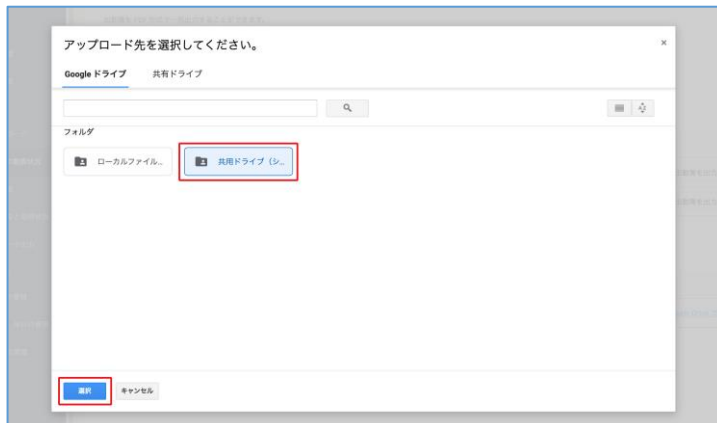 アップロード先を選択してください。
×
Google ドライブ 共有ドライブ
フォルダ
ローカルファイル... 共用ドライブ（シ...
選択 キャンセル